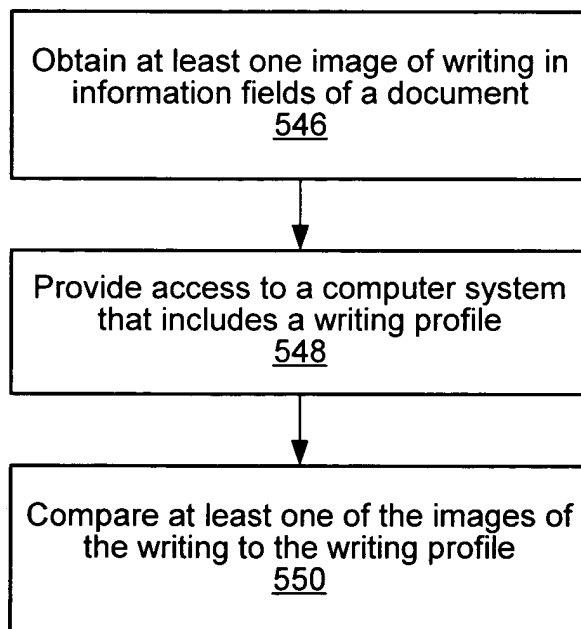 Obtain at least one image of writing in
information fields of a document
546
Provide access to a computer system
that includes a writing profile
548
Compare at least one of the images of
the writing to the writing profile
550